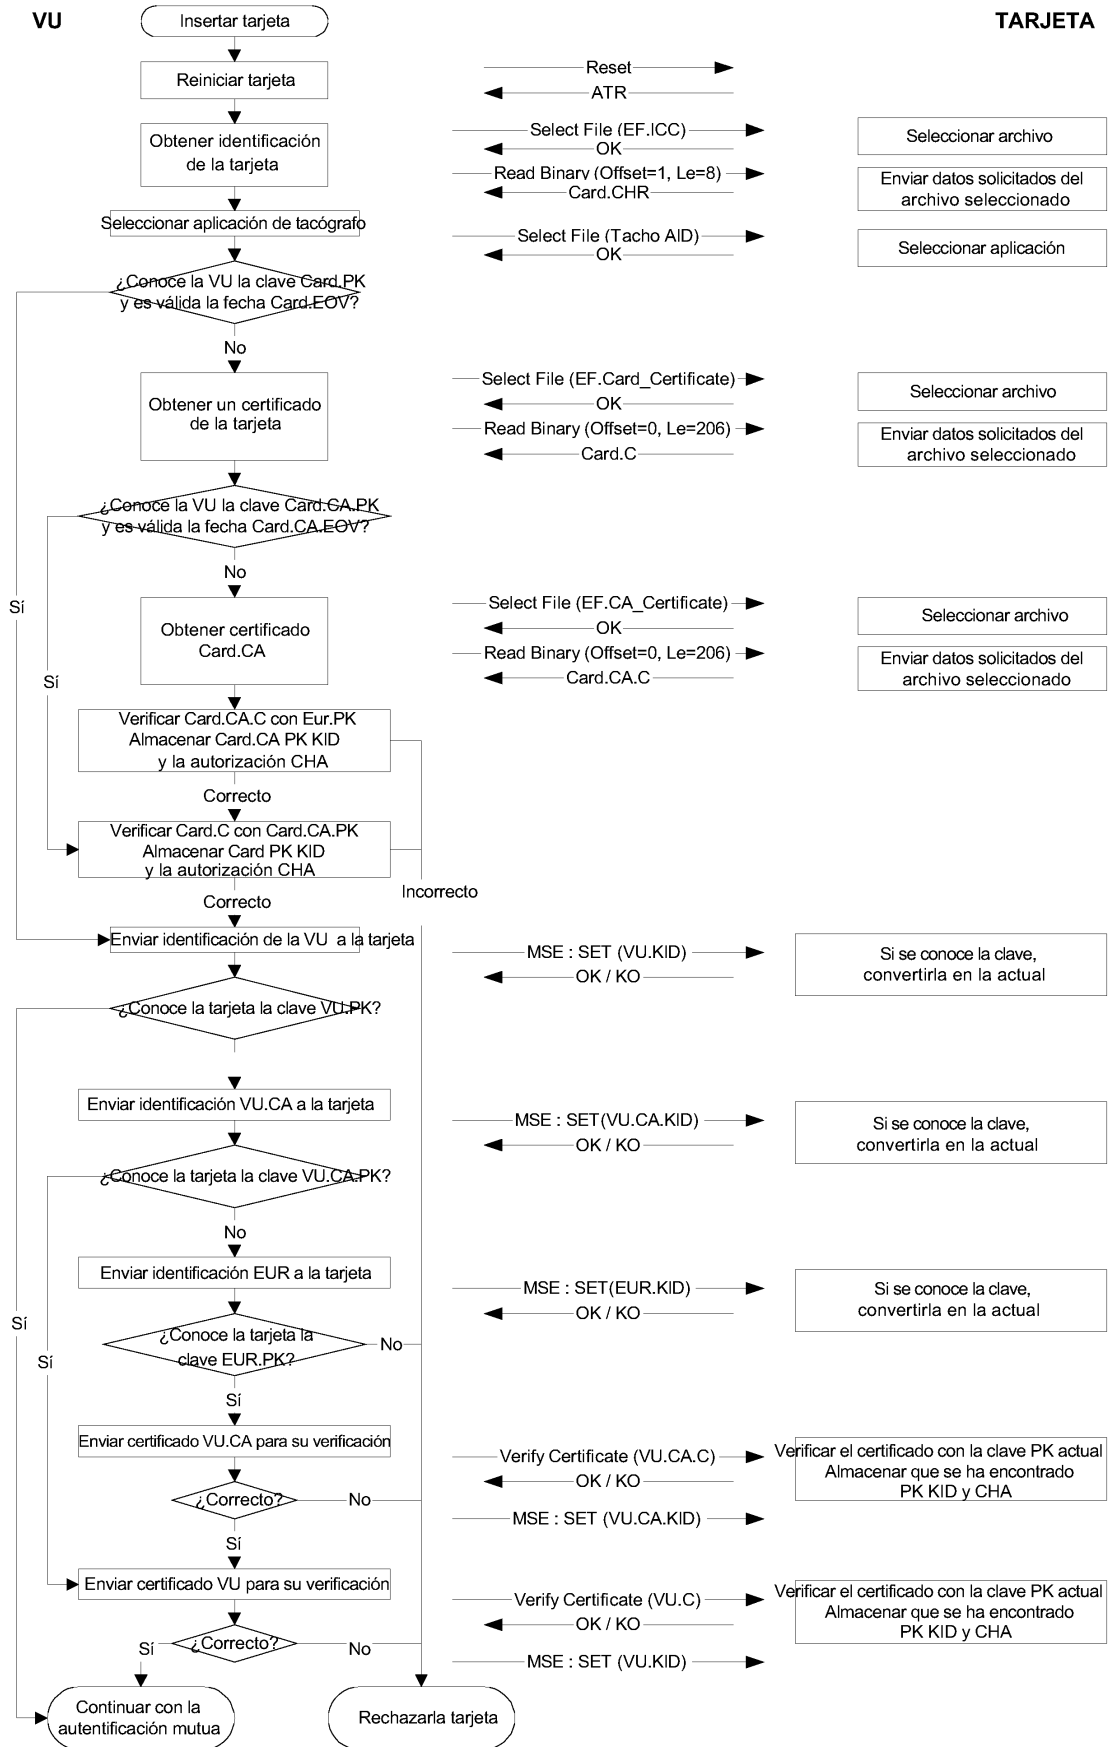 VU
TARJETA
Insertar tarjeta
Reiniciar tarjeta
Reset
ATR
Obtener identificación
de la tarjeta
Select File (EF.ICC)
OK
Seleccionar archivo
Read Binary (Offset=1, Le=8)
Card.CHR
Enviar datos solicitados del
archivo seleccionado
Seleccionar aplicación de tacógrafo
Select File (Tacho AID)
OK
Seleccionar aplicación
¿Conoce la VU la clave Card.PK
y es válida la fecha Card.EOV?
No
Obtener un certificado
de la tarjeta
Select File (EF.Card_Certificate)
OK
Seleccionar archivo
Read Binary (Offset=0, Le=206)
Card.C
Enviar datos solicitados del
archivo seleccionado
¿Conoce la VU la clave Card.CA.PK
y es válida la fecha Card.CA.EOV?
No
Sí
Obtener certificado
Card.CA
Select File (EF.CA_Certificate)
OK
Seleccionar archivo
Read Binary (Offset=0, Le=206)
Card.CA.C
Enviar datos solicitados del
archivo seleccionado
Sí
Verificar Card.CA.C con Eur.PK
Almacenar Card.CA PK KID
y la autorización CHA
Correcto
Verificar Card.C con Card.CA.PK
Almacenar Card PK KID
y la autorización CHA
Incorrecto
Correcto
Enviar identificación de la VU a la tarjeta
MSE : SET (VU.KID)
OK / KO
Si se conoce la clave,
convertirla en la actual
¿Conoce la tarjeta la clave VU.PK?
Enviar identificación VU.CA a la tarjeta
MSE : SET(VU.CA.KID)
OK / KO
Si se conoce la clave,
convertirla en la actual
¿Conoce la tarjeta la clave VU.CA.PK?
No
Enviar identificación EUR a la tarjeta
MSE : SET(EUR.KID)
OK / KO
Si se conoce la clave,
convertirla en la actual
Sí
¿Conoce la tarjeta la
clave EUR.PK?
No
Sí
Sí
Enviar certificado VU.CA para su verificación
Verify Certificate (VU.CA.C)
OK / KO
Verificar el certificado con la clave PK actual
Almacenar que se ha encontrado
PK KID y CHA
¿Correcto?
No
MSE : SET (VU.CA.KID)
Sí
Enviar certificado VU para su verificación
Verify Certificate (VU.C)
OK / KO
Verificar el certificado con la clave PK actual
Almacenar que se ha encontrado
PK KID y CHA
¿Correcto?
Sí
No
MSE : SET (VU.KID)
Continuar con la
autentificación mutua
Rechazarla tarjeta